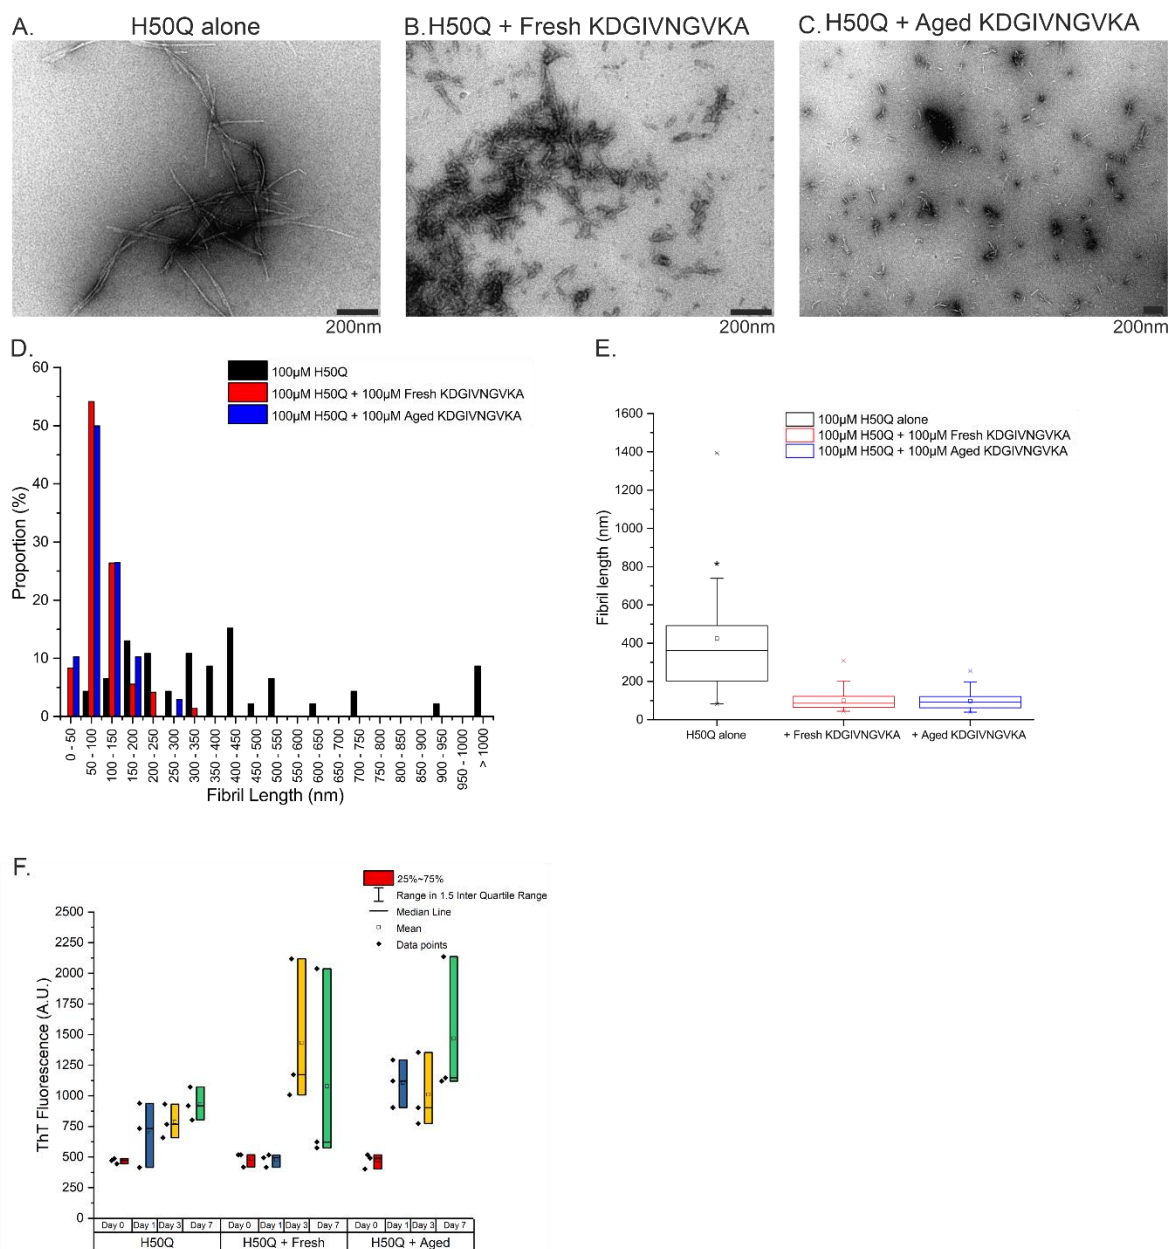 A. H50Q alone
B. H50Q + Fresh KDGIVNGVKA
C. H50Q + Aged KDGIVNGVKA
200nm
200nm
200nm
D.
60
50
40
30
20
10
0
Proportion (%)
100µM H50Q
100µM H50Q + 100µM Fresh KDGIVNGVKA
100µM H50Q + 100µM Aged KDGIVNGVKA
0 - 50
50 - 100
100 - 150
150 - 200
200 - 250
250 - 300
300 - 350
350 - 400
400 - 450
450 - 500
500 - 550
550 - 600
600 - 650
650 - 700
700 - 750
750 - 800
800 - 850
850 - 900
900 - 950
950 - 1000
> 1000
Fibril Length (nm)
E.
1600
1400
1200
1000
800
600
400
200
0
Fibril length (nm)
100µM H50Q alone
100µM H50Q + 100µM Fresh KDGIVNGVKA
100µM H50Q + 100µM Aged KDGIVNGVKA
H50Q alone
+ Fresh KDGIVNGVKA
+ Aged KDGIVNGVKA
F.
25%~75%
Range in 1.5 Inter Quartile Range
Median Line
Mean
Data points
2500
2250
2000
1750
1500
1250
1000
750
500
250
0
ThT Fluorescence (A.U.)
Day 0 Day 1 Day 3 Day 7 Day 0 Day 1 Day 3 Day 7 Day 0 Day 1 Day 3 Day 7
H50Q H50Q + Fresh H50Q + Aged